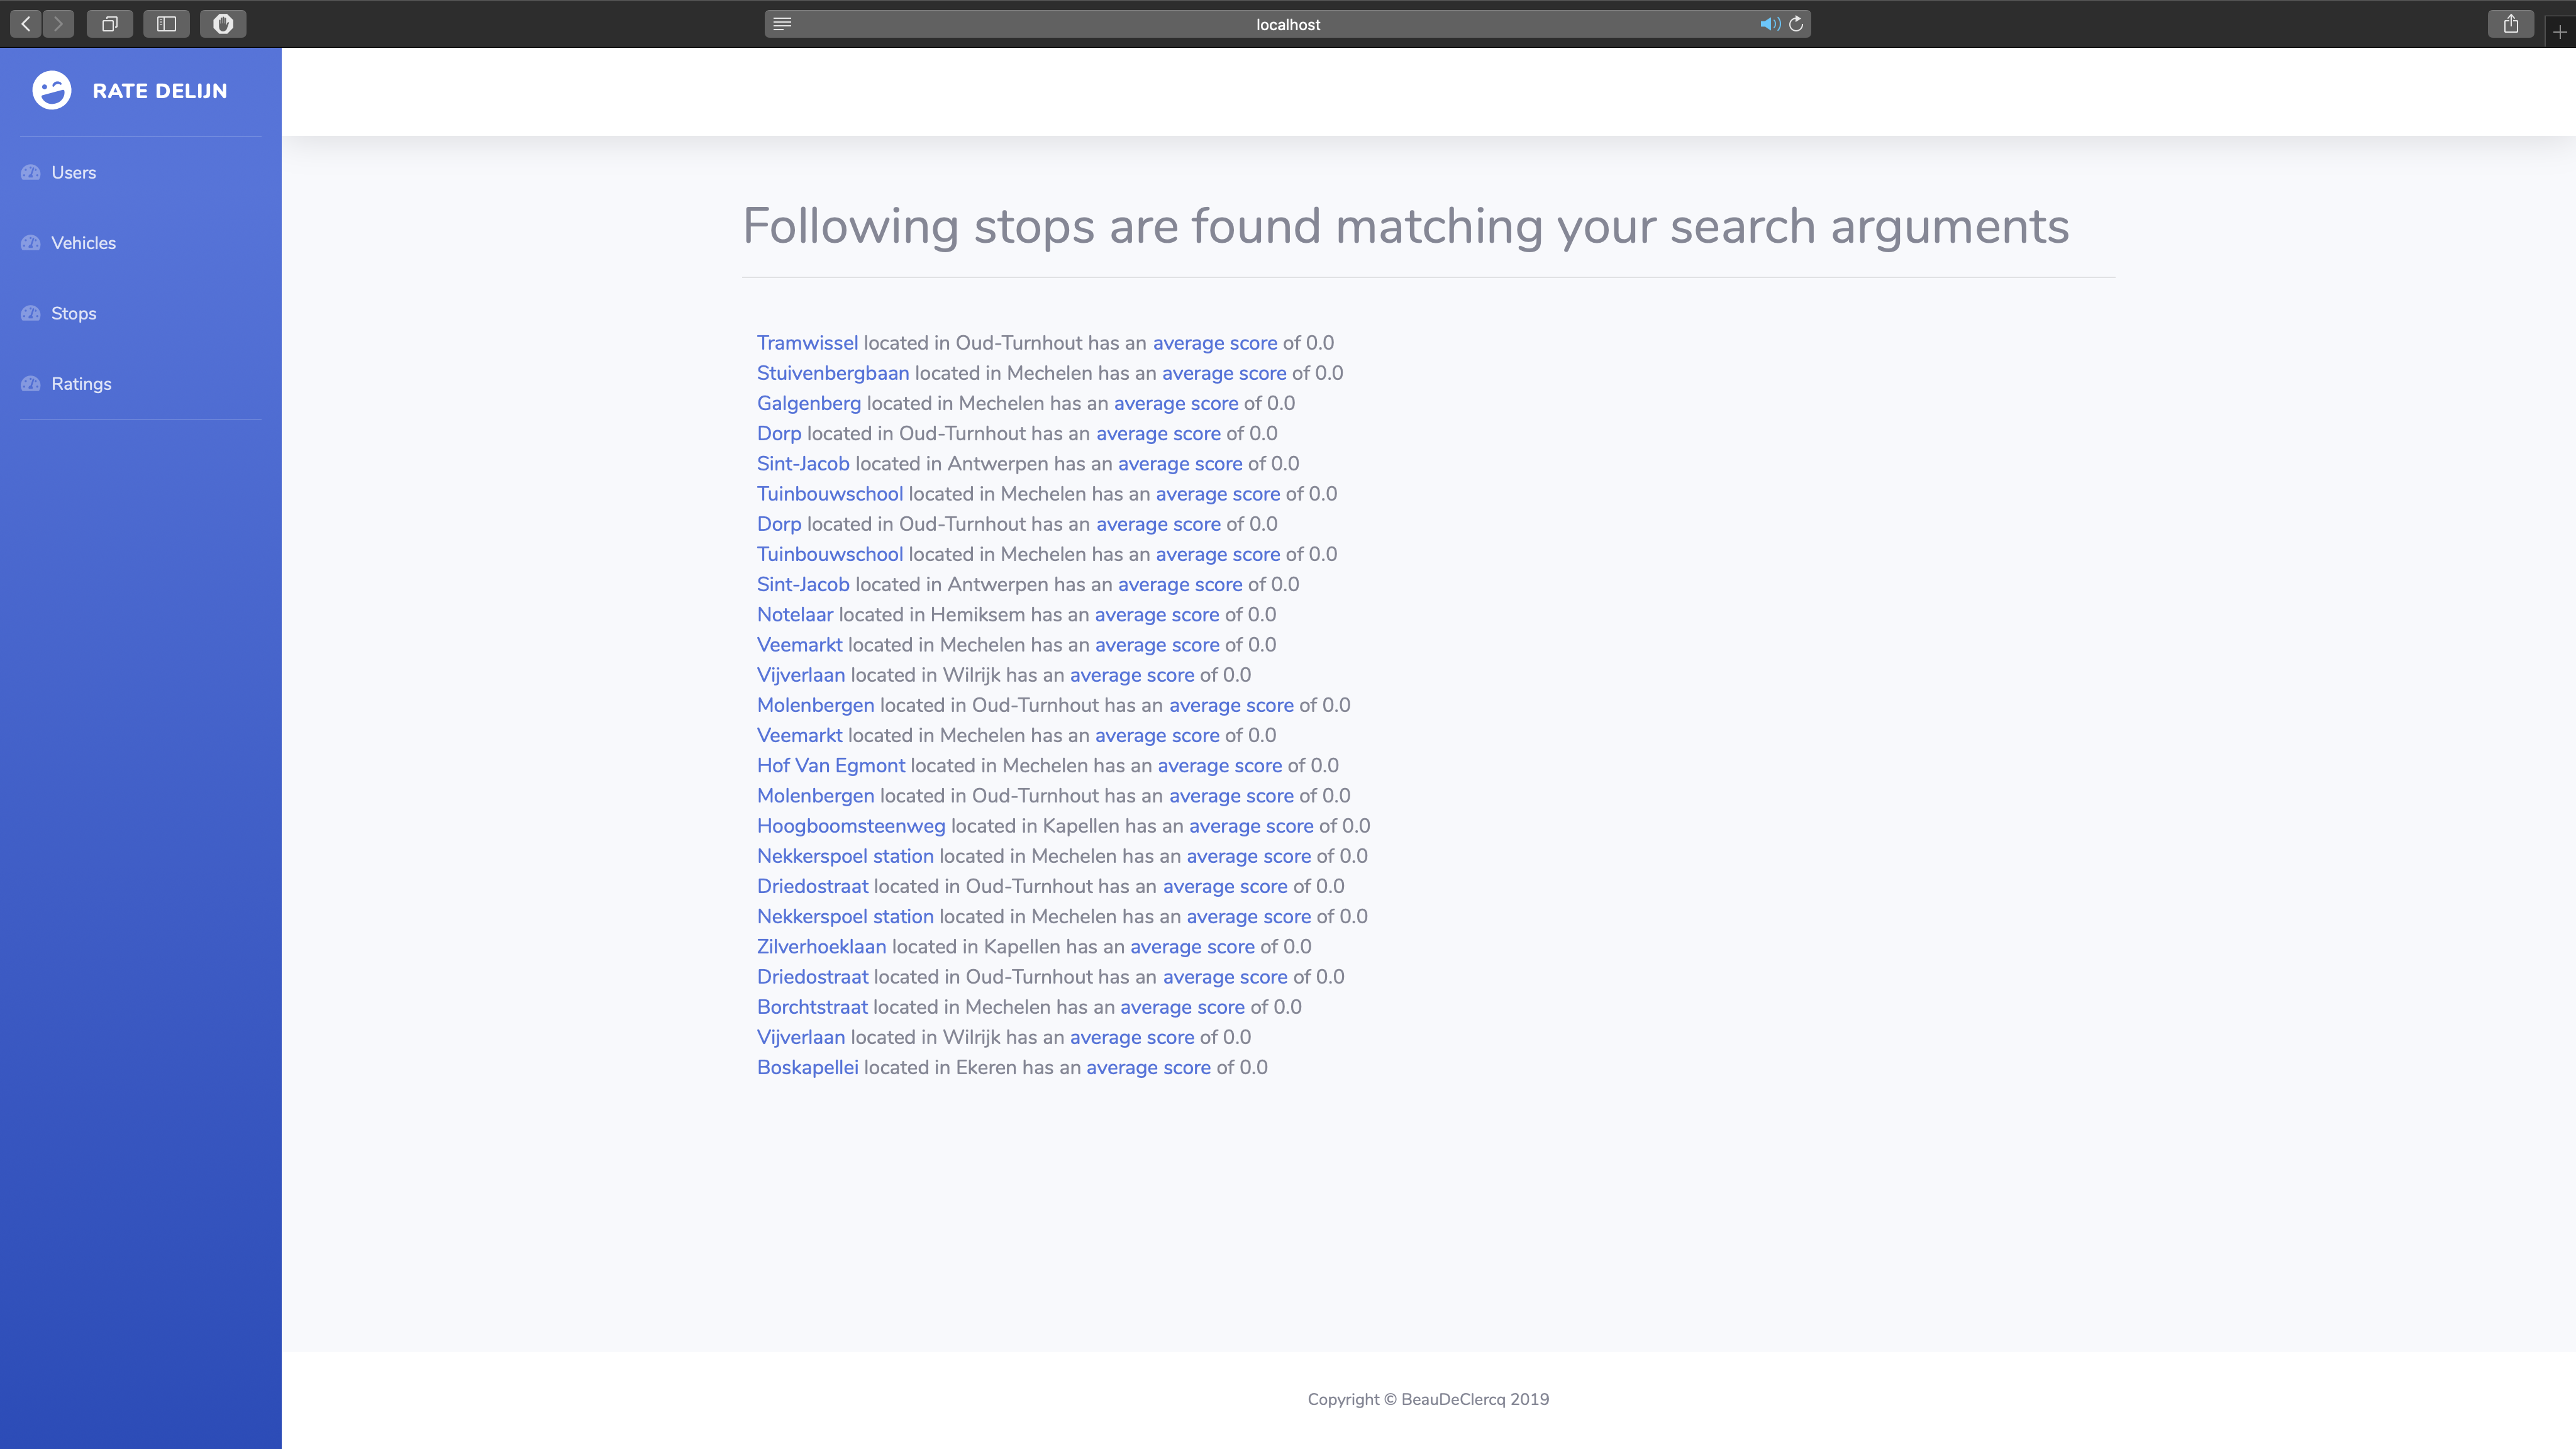 localhost
RATE DELIJN
Users
Vehicles
Stops
Ratings
Following stops are found matching your search arguments
Tramwissel located in Oud-Turnhout has an average score of 0.0
Stuivenbergbaan located in Mechelen has an average score of 0.0
Galgenberg located in Mechelen has an average score of 0.0
Dorp located in Oud-Turnhout has an average score of 0.0
Sint-Jacob located in Antwerpen has an average score of 0.0
Tuinbouwschool located in Mechelen has an average score of 0.0
Dorp located in Oud-Turnhout has an average score of 0.0
Tuinbouwschool located in Mechelen has an average score of 0.0
Sint-Jacob located in Antwerpen has an average score of 0.0
Notelaar located in Hemiksem has an average score of 0.0
Veemarkt located in Mechelen has an average score of 0.0
Vijverlaan located in Wilrijk has an average score of 0.0
Molenbergen located in Oud-Turnhout has an average score of 0.0
Veemarkt located in Mechelen has an average score of 0.0
Hof Van Egmont located in Mechelen has an average score of 0.0
Molenbergen located in Oud-Turnhout has an average score of 0.0
Hoogboomsteenweg located in Kapellen has an average score of 0.0
Nekkerspoel station located in Mechelen has an average score of 0.0
Driedostraat located in Oud-Turnhout has an average score of 0.0
Nekkerspoel station located in Mechelen has an average score of 0.0
Zilverhoeklaan located in Kapellen has an average score of 0.0
Driedostraat located in Oud-Turnhout has an average score of 0.0
Borchtstraat located in Mechelen has an average score of 0.0
Vijverlaan located in Wilrijk has an average score of 0.0
Boskapellei located in Ekeren has an average score of 0.0
Copyright © BeauDeClercq 2019